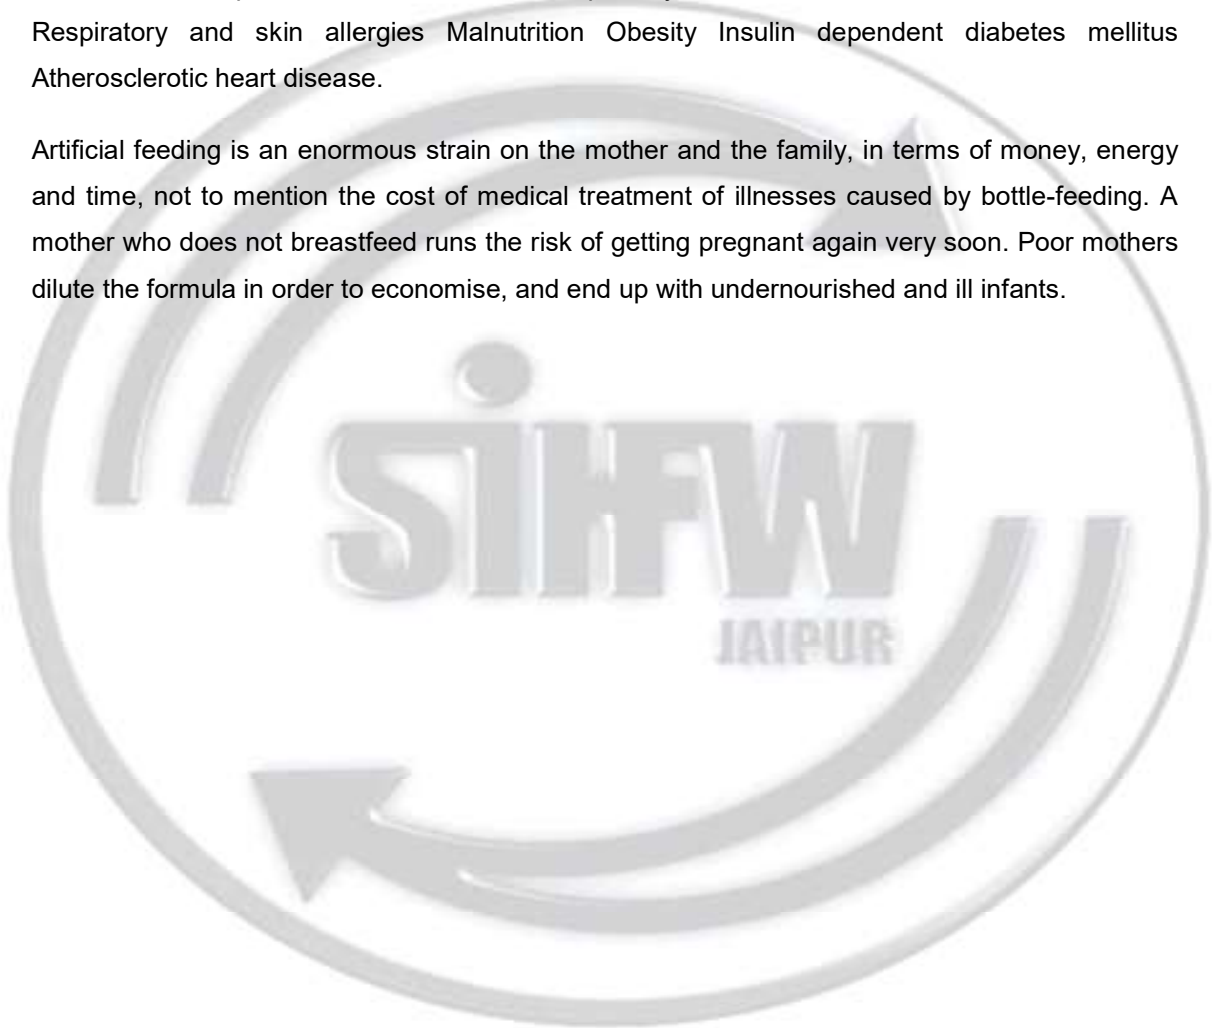 Respiratory and skin allergies Malnutrition Obesity Insulin dependent diabetes mellitus
Atherosclerotic heart disease.
Artificial feeding is an enormous strain on the mother and the family, in terms of money, energy
and time, not to mention the cost of medical treatment of illnesses caused by bottle-feeding. A
mother who does not breastfeed runs the risk of getting pregnant again very soon. Poor mothers
dilute the formula in order to economise, and end up with undernourished and ill infants.
SIHFW
JAIPUR